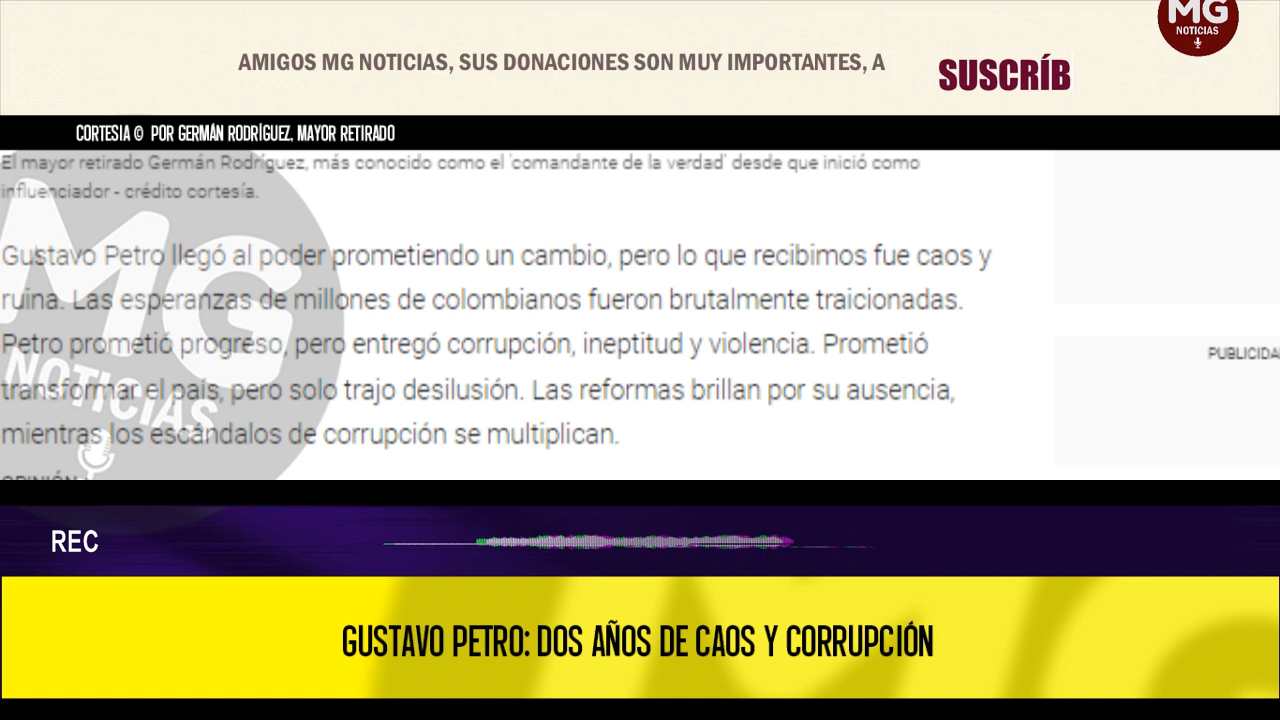 MG
NOTICIAS
AMIGOS MG NOTICIAS, SUS DONACIONES SON MUY IMPORTANTES, A
SUSCRÍB
CORTESIA © POR GERMÁN RODRÍGUEZ, MAYOR RETIRADO
El mayor retirado Germán Rodríguez, más conocido como el 'comandante de la verdad' desde que inició como
influenciador - crédito cortesía.
Gustavo Petro llegó al poder prometiendo un cambio, pero lo que recibimos fue caos y
ruina. Las esperanzas de millones de colombianos fueron brutalmente traicionadas.
Petro prometió progreso, pero entregó corrupción, ineptitud y violencia. Prometió
transformar el país, pero solo trajo desilusión. Las reformas brillan por su ausencia,
mientras los escándalos de corrupción se multiplican.
MG
NOTICIAS
PUBLICIDA
OPINIÓN
REC
GUSTAVO PETRO: DOS AÑOS DE CAOS Y CORRUPCIÓN